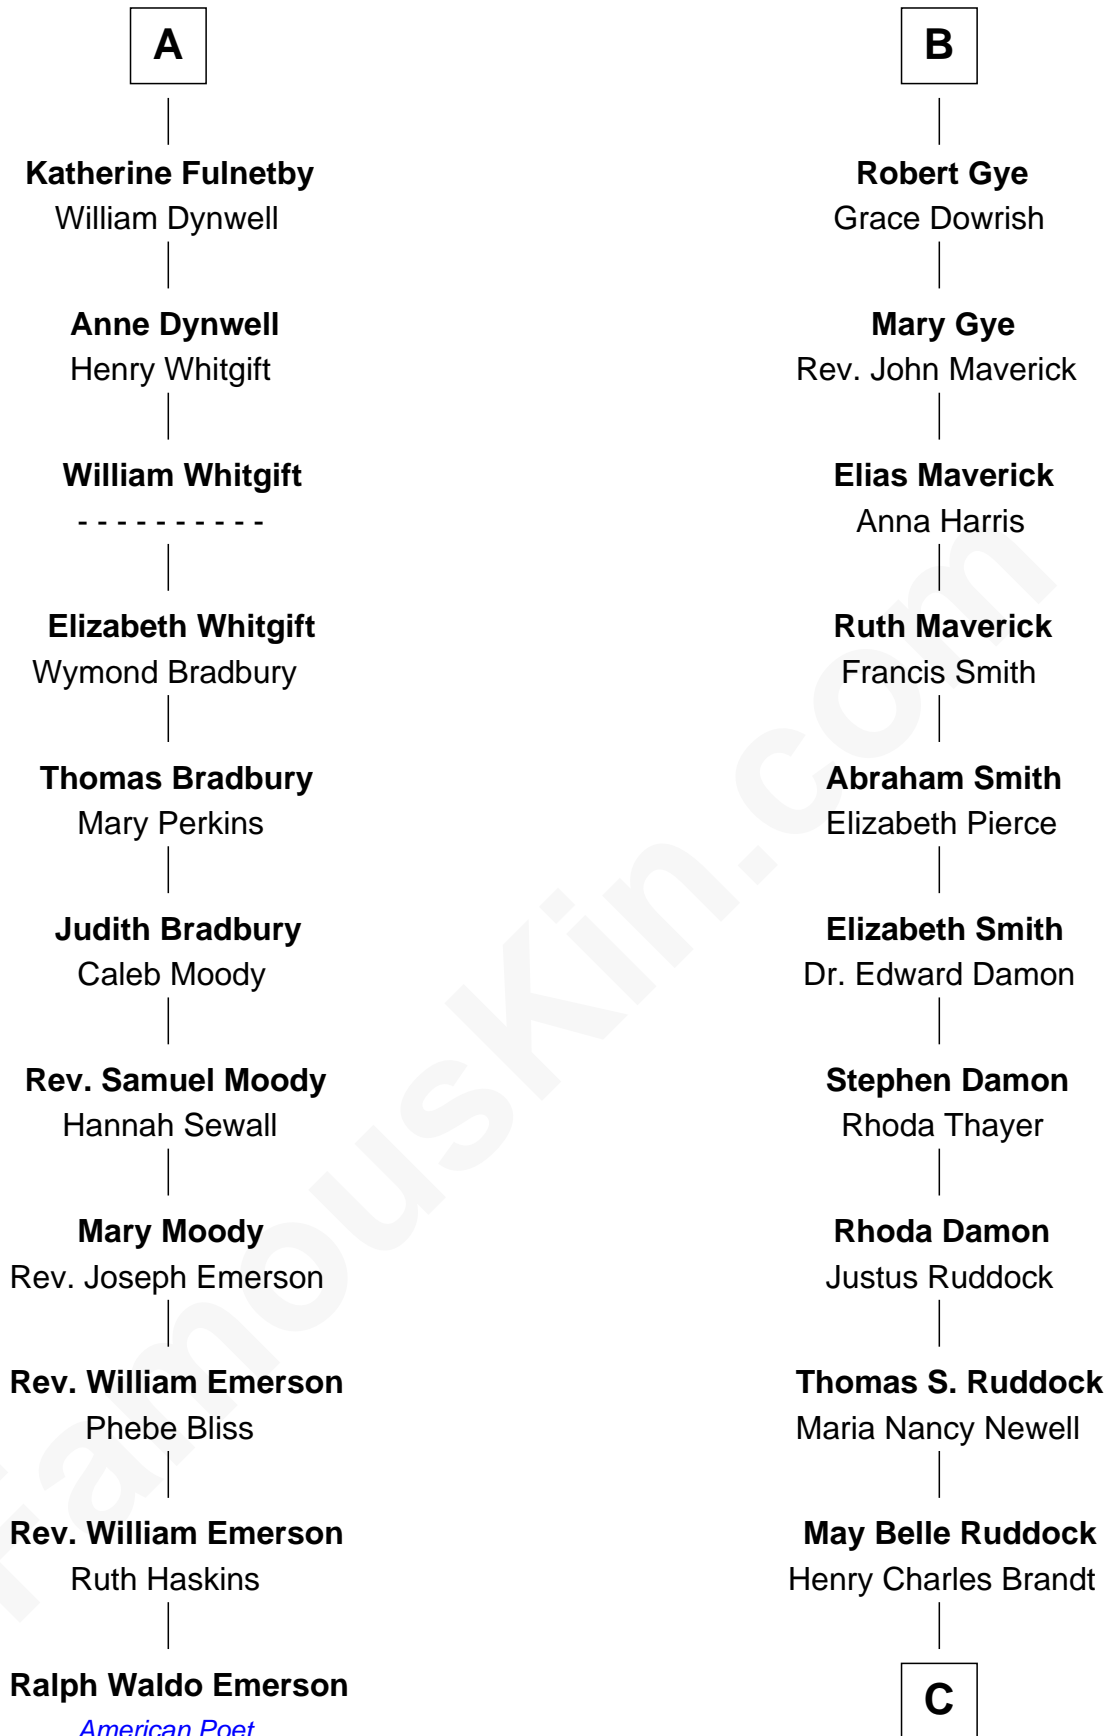 A
Katherine Fulnetby
William Dynwell
Anne Dynwell
Henry Whitgift
William Whitgift
- - - - - - - - - -
Elizabeth Whitgift
Wymond Bradbury
Thomas Bradbury
Mary Perkins
Judith Bradbury
Caleb Moody
Rev. Samuel Moody
Hannah Sewall
Mary Moody
Rev. Joseph Emerson
Rev. William Emerson
Phebe Bliss
Rev. William Emerson
Ruth Haskins
Ralph Waldo Emerson
American Poet
B
Robert Gye
Grace Dowrish
Mary Gye
Rev. John Maverick
Elias Maverick
Anna Harris
Ruth Maverick
Francis Smith
Abraham Smith
Elizabeth Pierce
Elizabeth Smith
Dr. Edward Damon
Stephen Damon
Rhoda Thayer
Rhoda Damon
Justus Ruddock
Thomas S. Ruddock
Maria Nancy Newell
May Belle Ruddock
Henry Charles Brandt
C
FamousKin.com